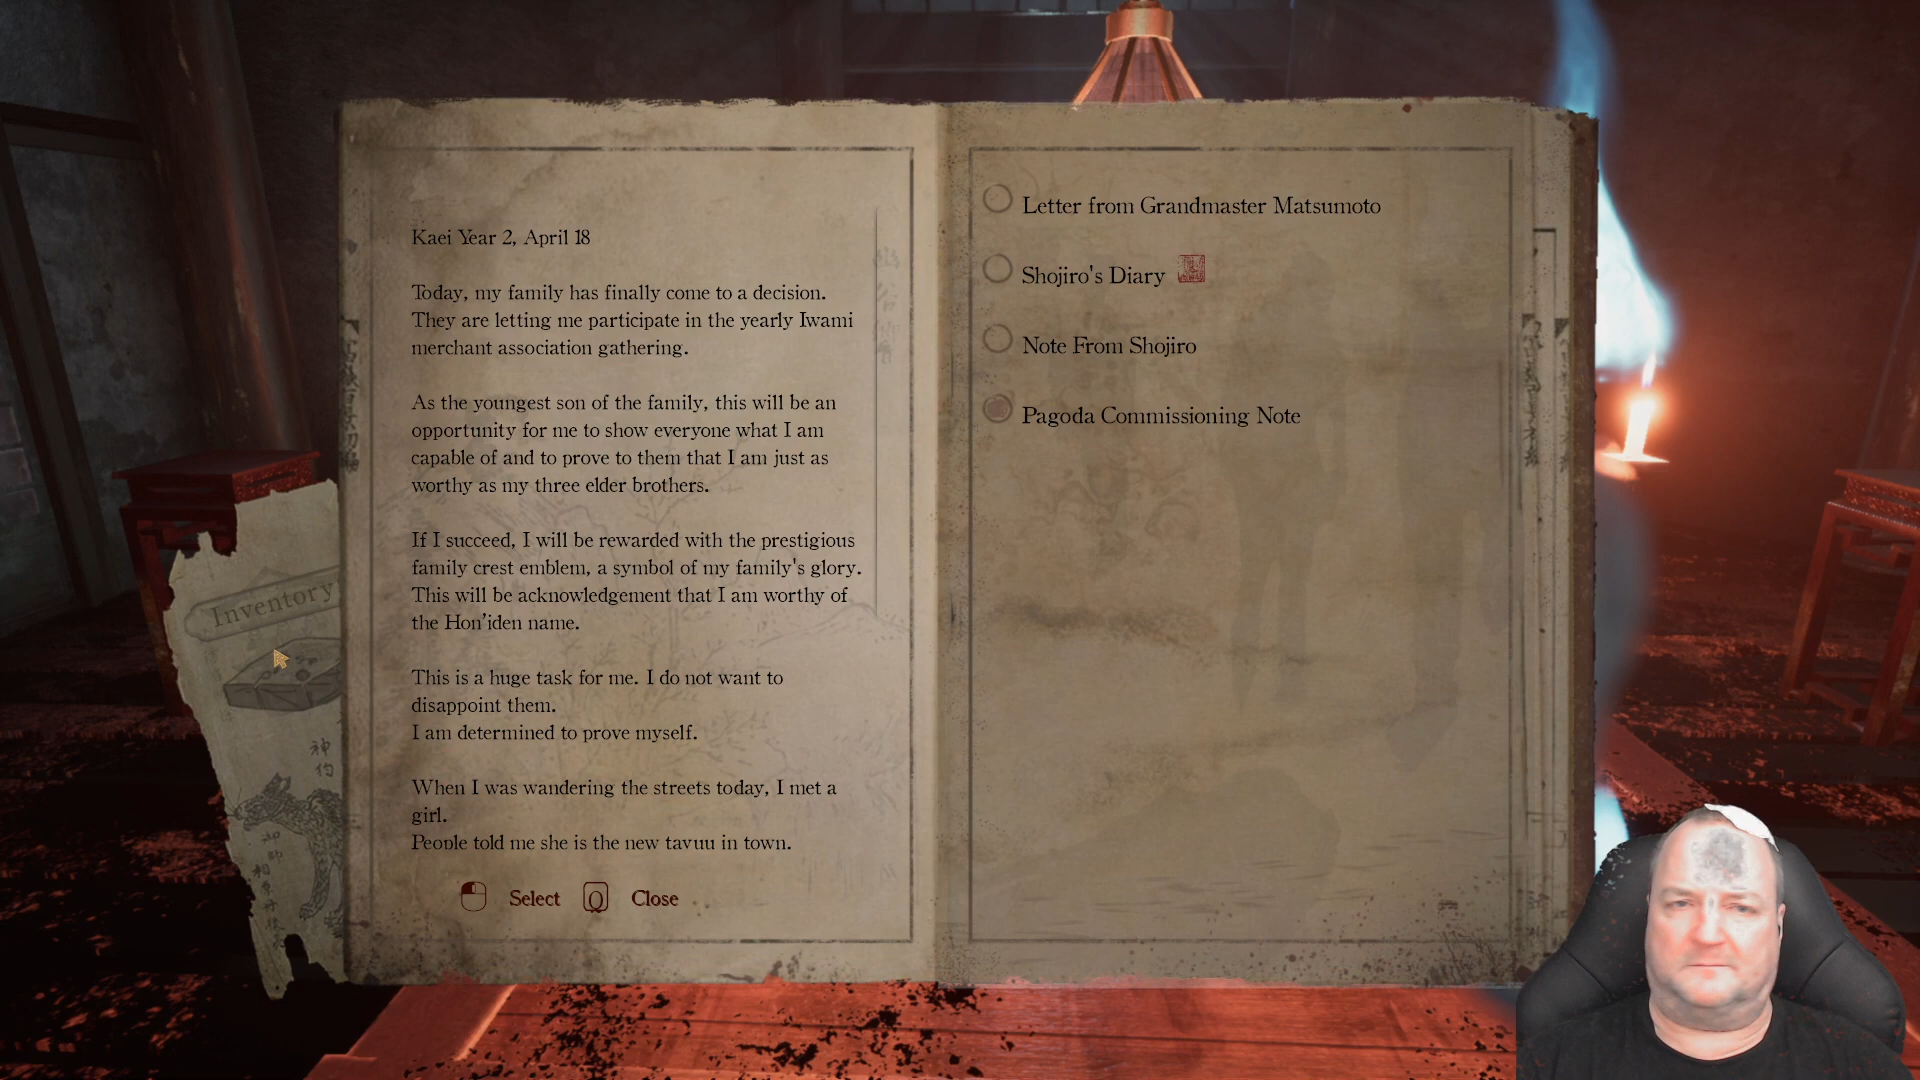 Kaei Year 2, April 18
Today, my family has finally come to a decision.
They are letting me participate in the yearly Iwami
merchant association gathering.
As the youngest son of the family, this will be an
opportunity for me to show everyone what I am
capable of and to prove to them that I am just as
worthy as my three elder brothers.
If I succeed, I will be rewarded with the prestigious
family crest emblem, a symbol of my family's glory.
This will be acknowledgement that I am worthy of
the Hon'iden name.
This is a huge task for me. I do not want to
disappoint them.
I am determined to prove myself.
When I was wandering the streets today, I met a
girl.
People told me she is the new tayuu in town.
Select
Q
Close
Letter from Grandmaster Matsumoto
Shojiro's Diary
Note From Shojiro
Pagoda Commissioning Note
Inventory